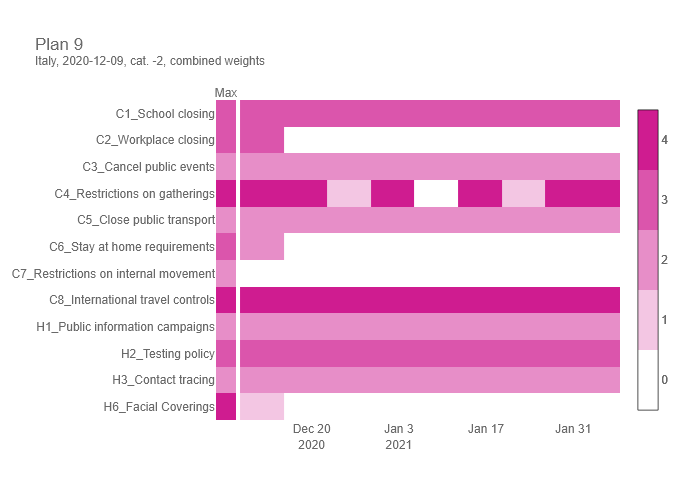 Plan 9
Italy, 2020-12-09, cat. -2, combined weights
Max
C1_School closing
C2_Workplace closing
C3_Cancel public events
C4_Restrictions on gatherings
C5_Close public transport
C6_Stay at home requirements
C7_Restrictions on internal movement
C8_International travel controls
H1_Public information campaigns
H2_Testing policy
H3_Contact tracing
H6_Facial Coverings
Dec 20 Jan 3 Jan 17 Jan 31
2020 2021
4
3
2
1
0